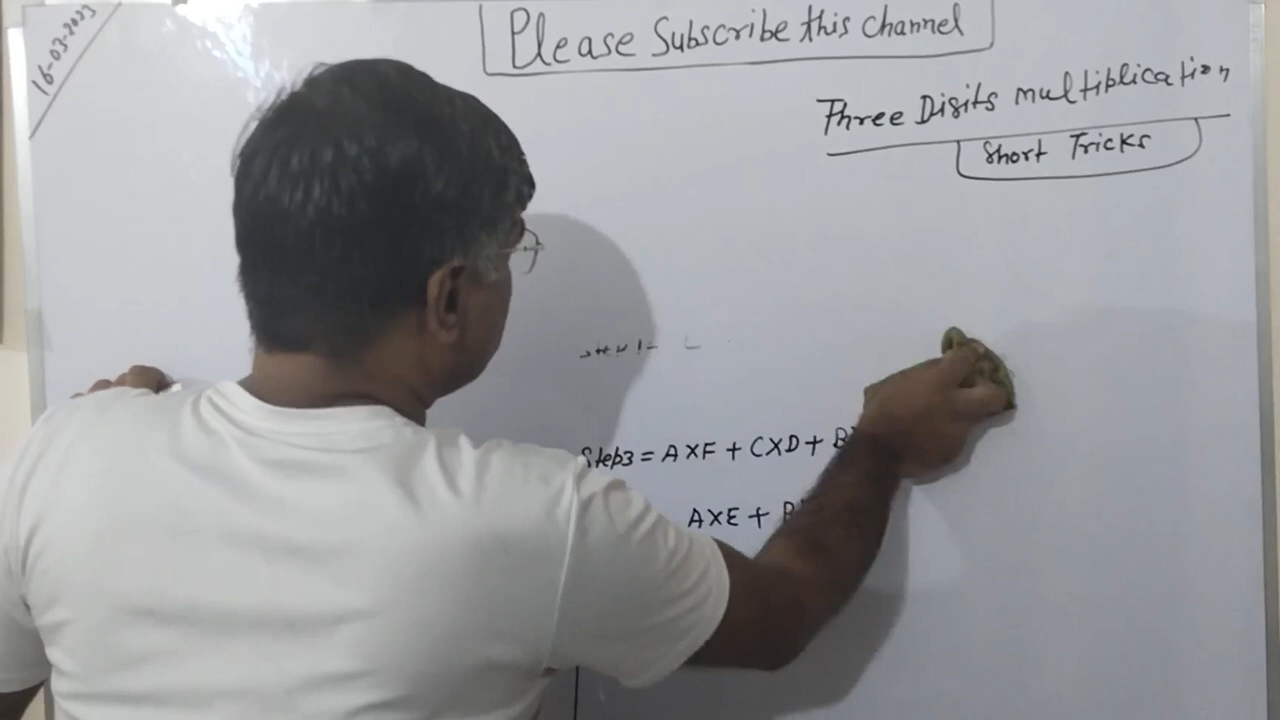 16-03-2023
Please Subscribe this Channel
Three Digits multiplication
Short Tricks
Step3 = A×F + C×D + B
A×E + B